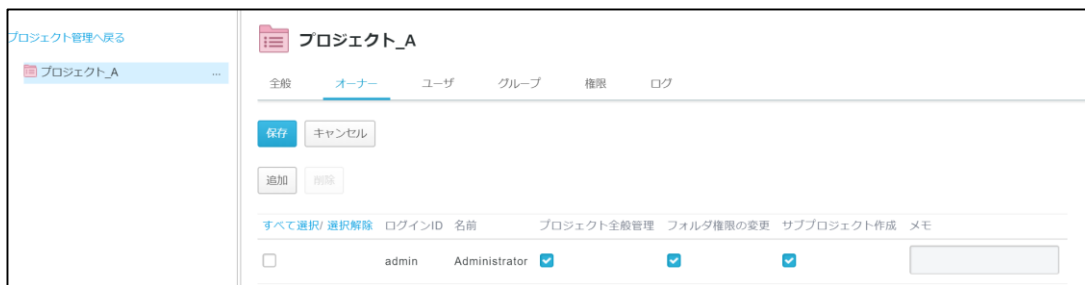 プロジェクト管理へ戻る
プロジェクト_A ...
プロジェクト_A
全般 オーナー ユーザ グループ 権限 ログ
保存 キャンセル
追加 削除
すべて選択/ 選択解除 ログインID 名前 プロジェクト全般管理 フォルダ権限の変更 サブプロジェクト作成 メモ
admin Administrator